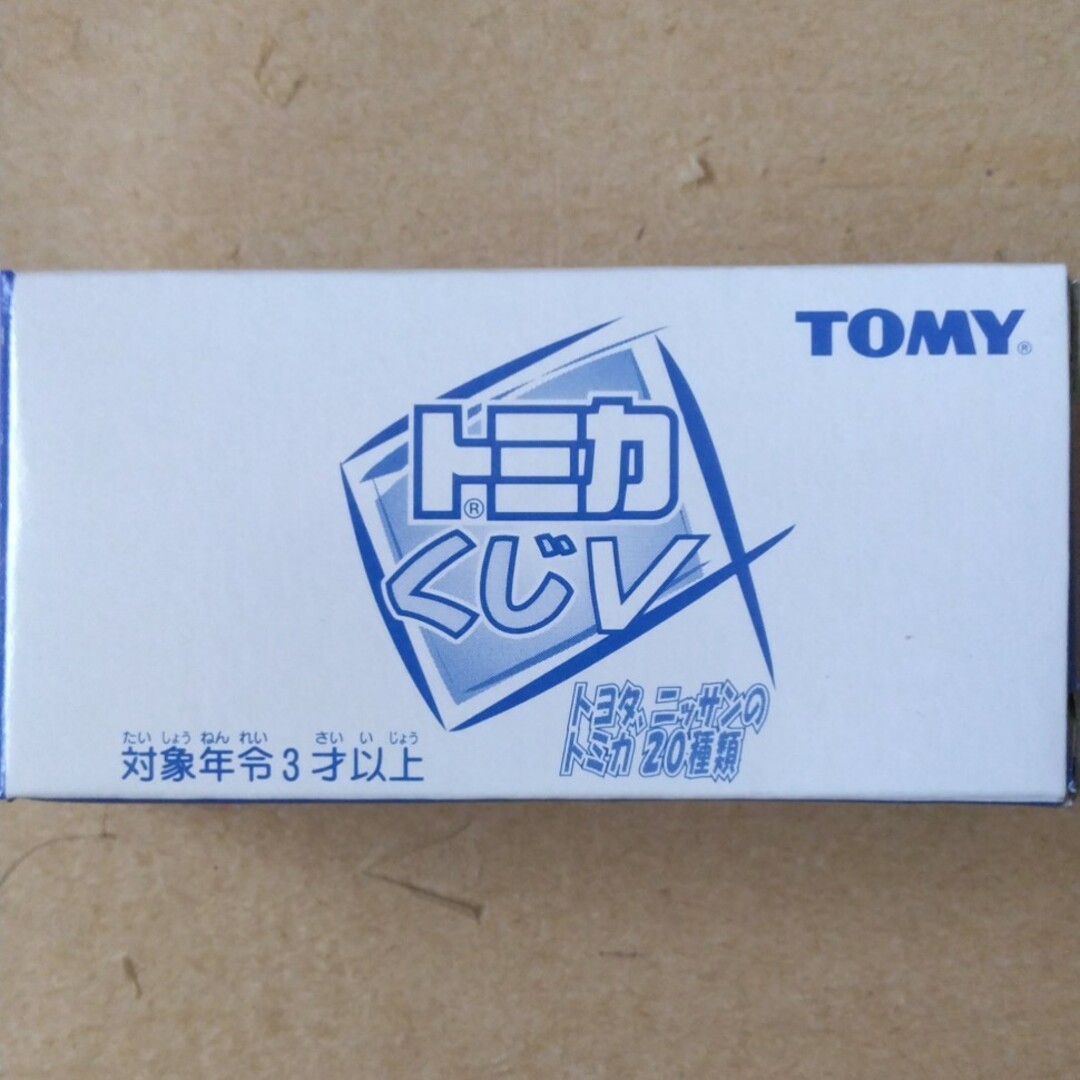 TOMY®
トミカ®
くじV
トヨタ、ニッサンの
トミカ 20種類
たいしょうねんれい さいいじょう
対象年令3才以上